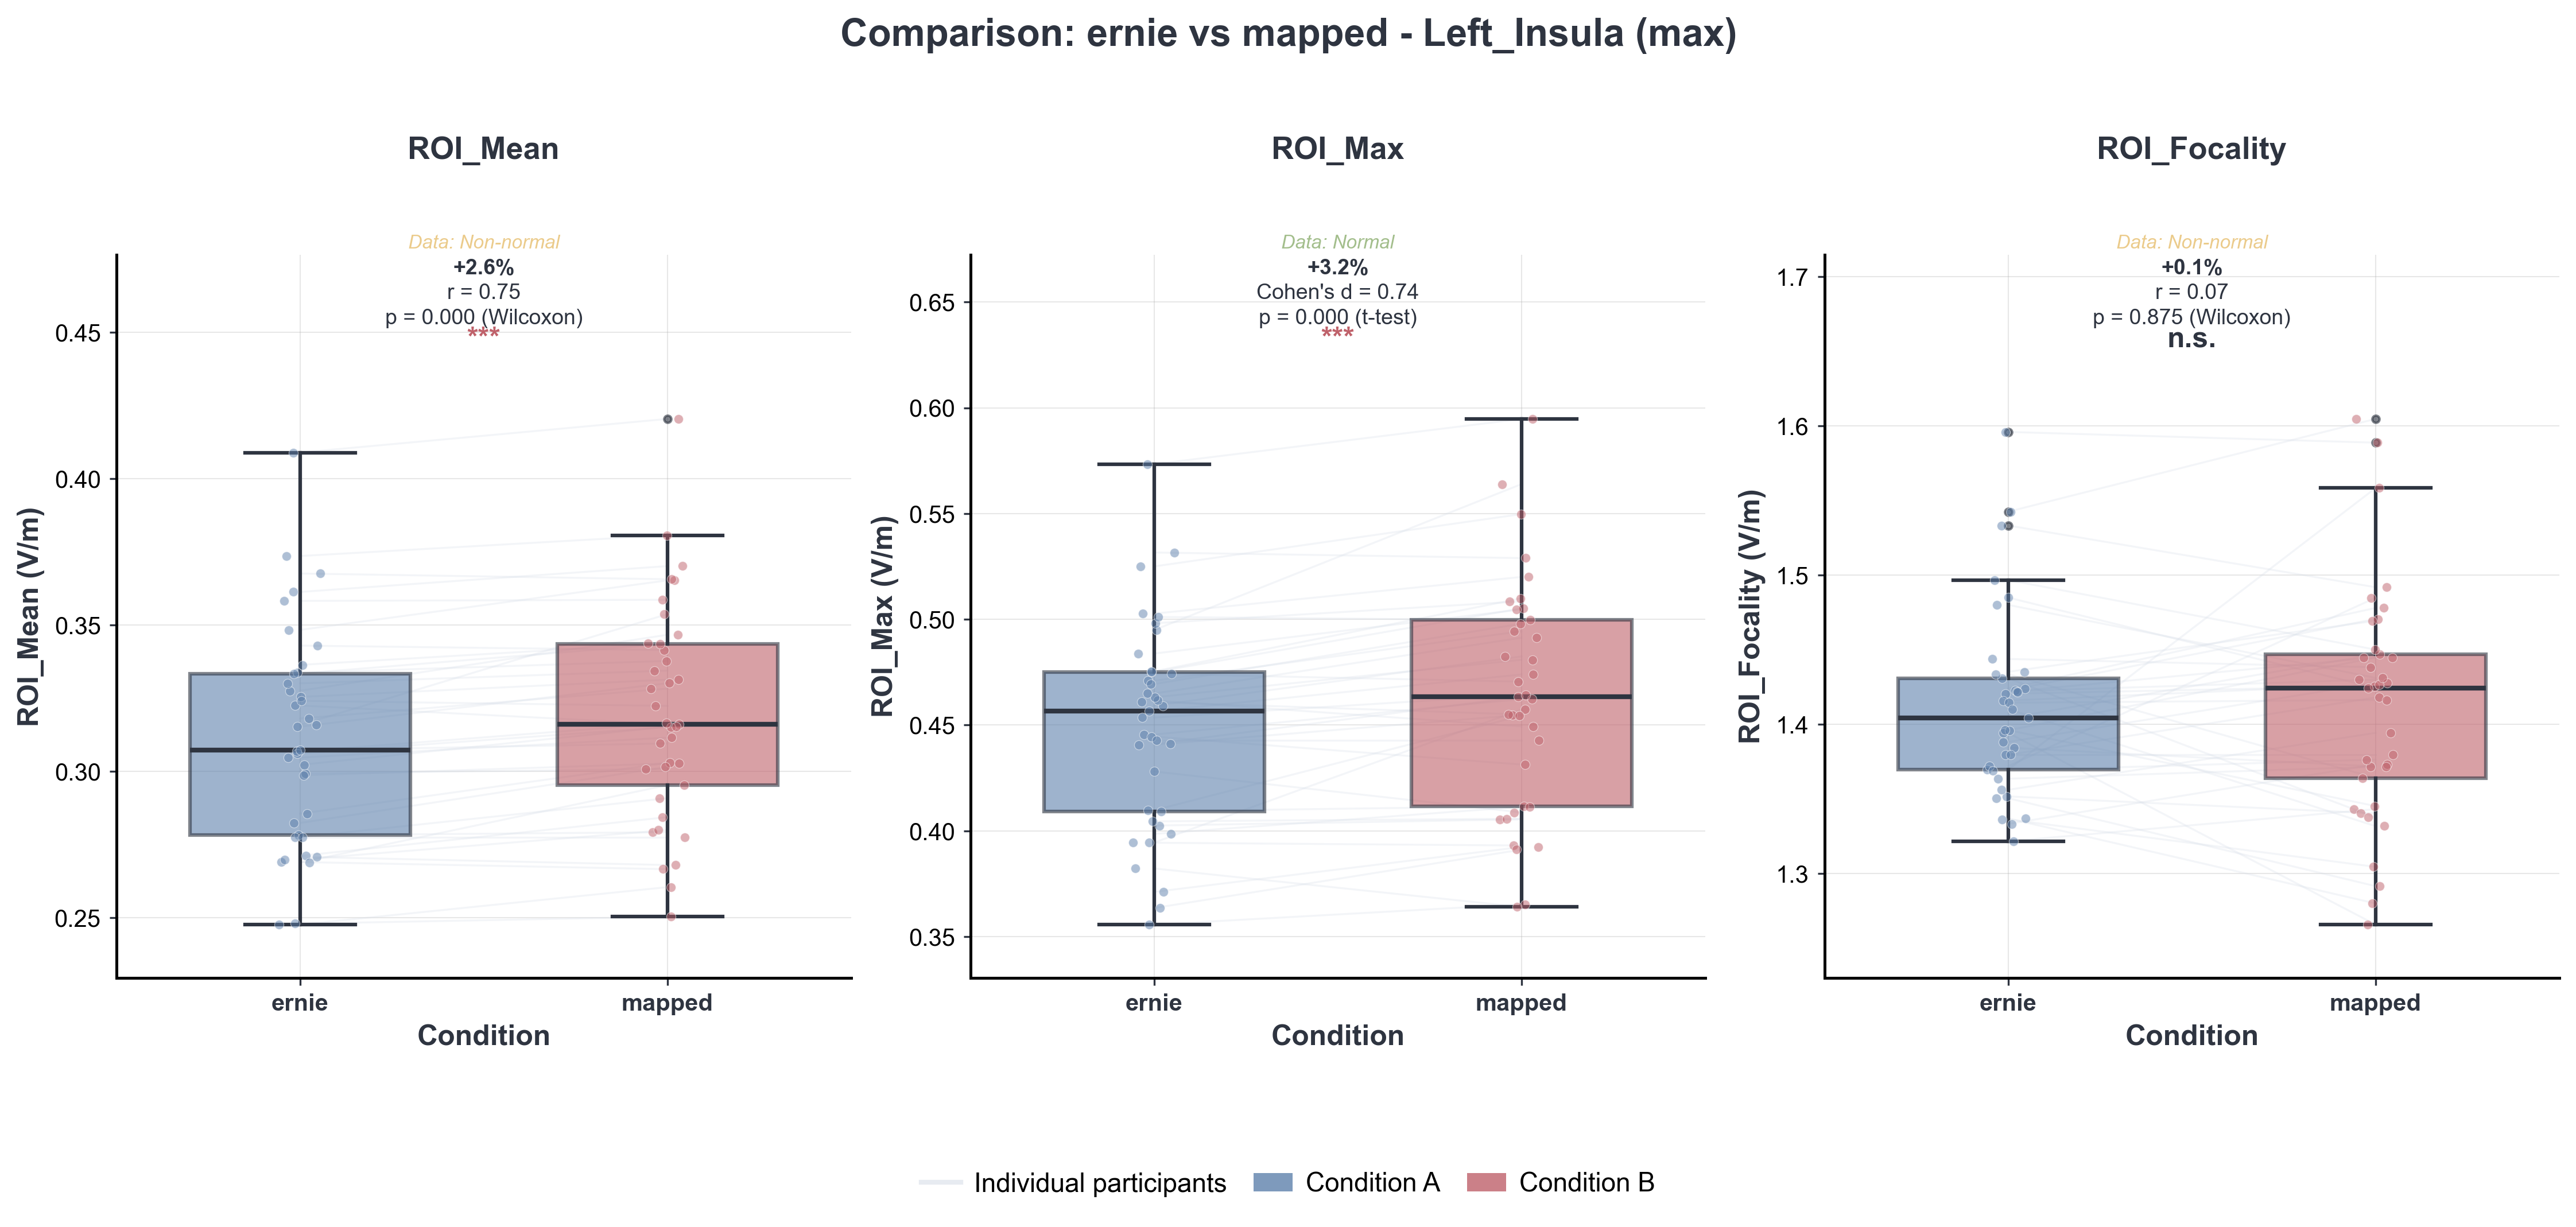 Comparison: ernie vs mapped - Left_Insula (max)
ROI_Mean
Data: Non-normal
+2.6%
r = 0.75
p = 0.000 (Wilcoxon)
***
ROI_Mean (V/m)
0.45
0.40
0.35
0.30
0.25
ernie
mapped
Condition
ROI_Max
Data: Normal
+3.2%
Cohen's d = 0.74
p = 0.000 (t-test)
***
ROI_Max (V/m)
0.65
0.60
0.55
0.50
0.45
0.40
0.35
ernie
mapped
Condition
ROI_Focality
Data: Non-normal
+0.1%
r = 0.07
p = 0.875 (Wilcoxon)
n.s.
ROI_Focality (V/m)
1.7
1.6
1.5
1.4
1.3
ernie
mapped
Condition
Individual participants
Condition A
Condition B